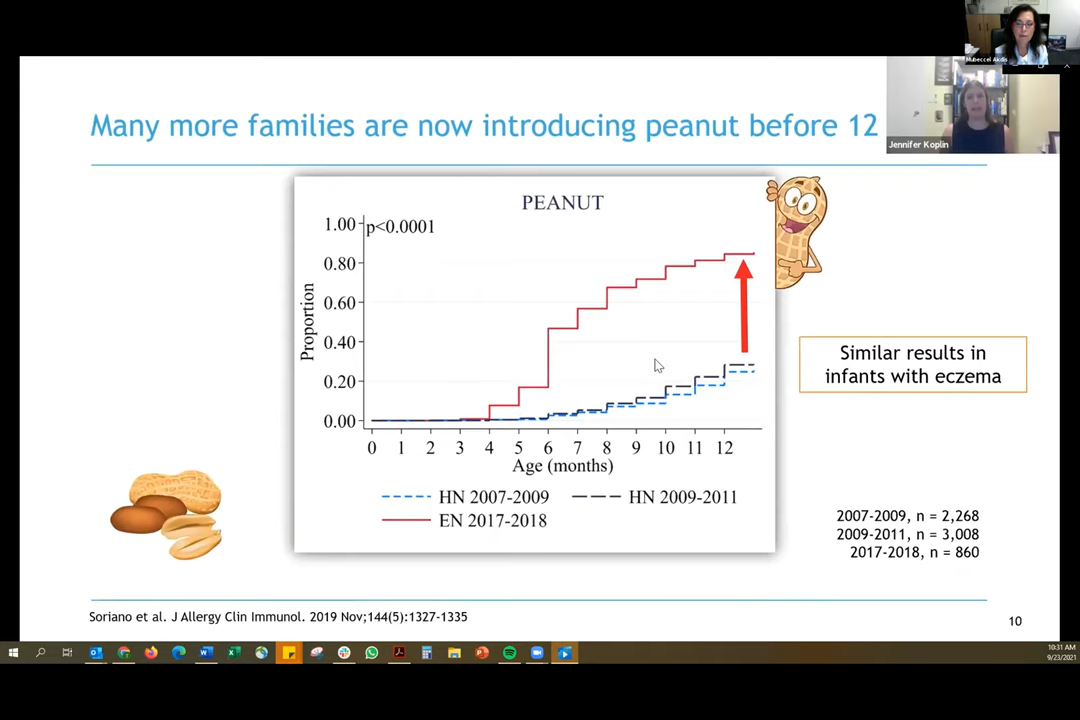 Mubeccel Akdis
Many more families are now introducing peanut before 12
Jennifer Koplin
PEANUT
p<0.0001
1.00
0.80
0.60
0.40
0.20
0.00
Proportion
0 1 2 3 4 5 6 7 8 9 10 11 12
Age (months)
HN 2007-2009 HN 2009-2011
EN 2017-2018
Similar results in
infants with eczema
2007-2009, n = 2,268
2009-2011, n = 3,008
2017-2018, n = 860
Soriano et al. J Allergy Clin Immunol. 2019 Nov;144(5):1327-1335
10
10:31 AM
9/23/2021